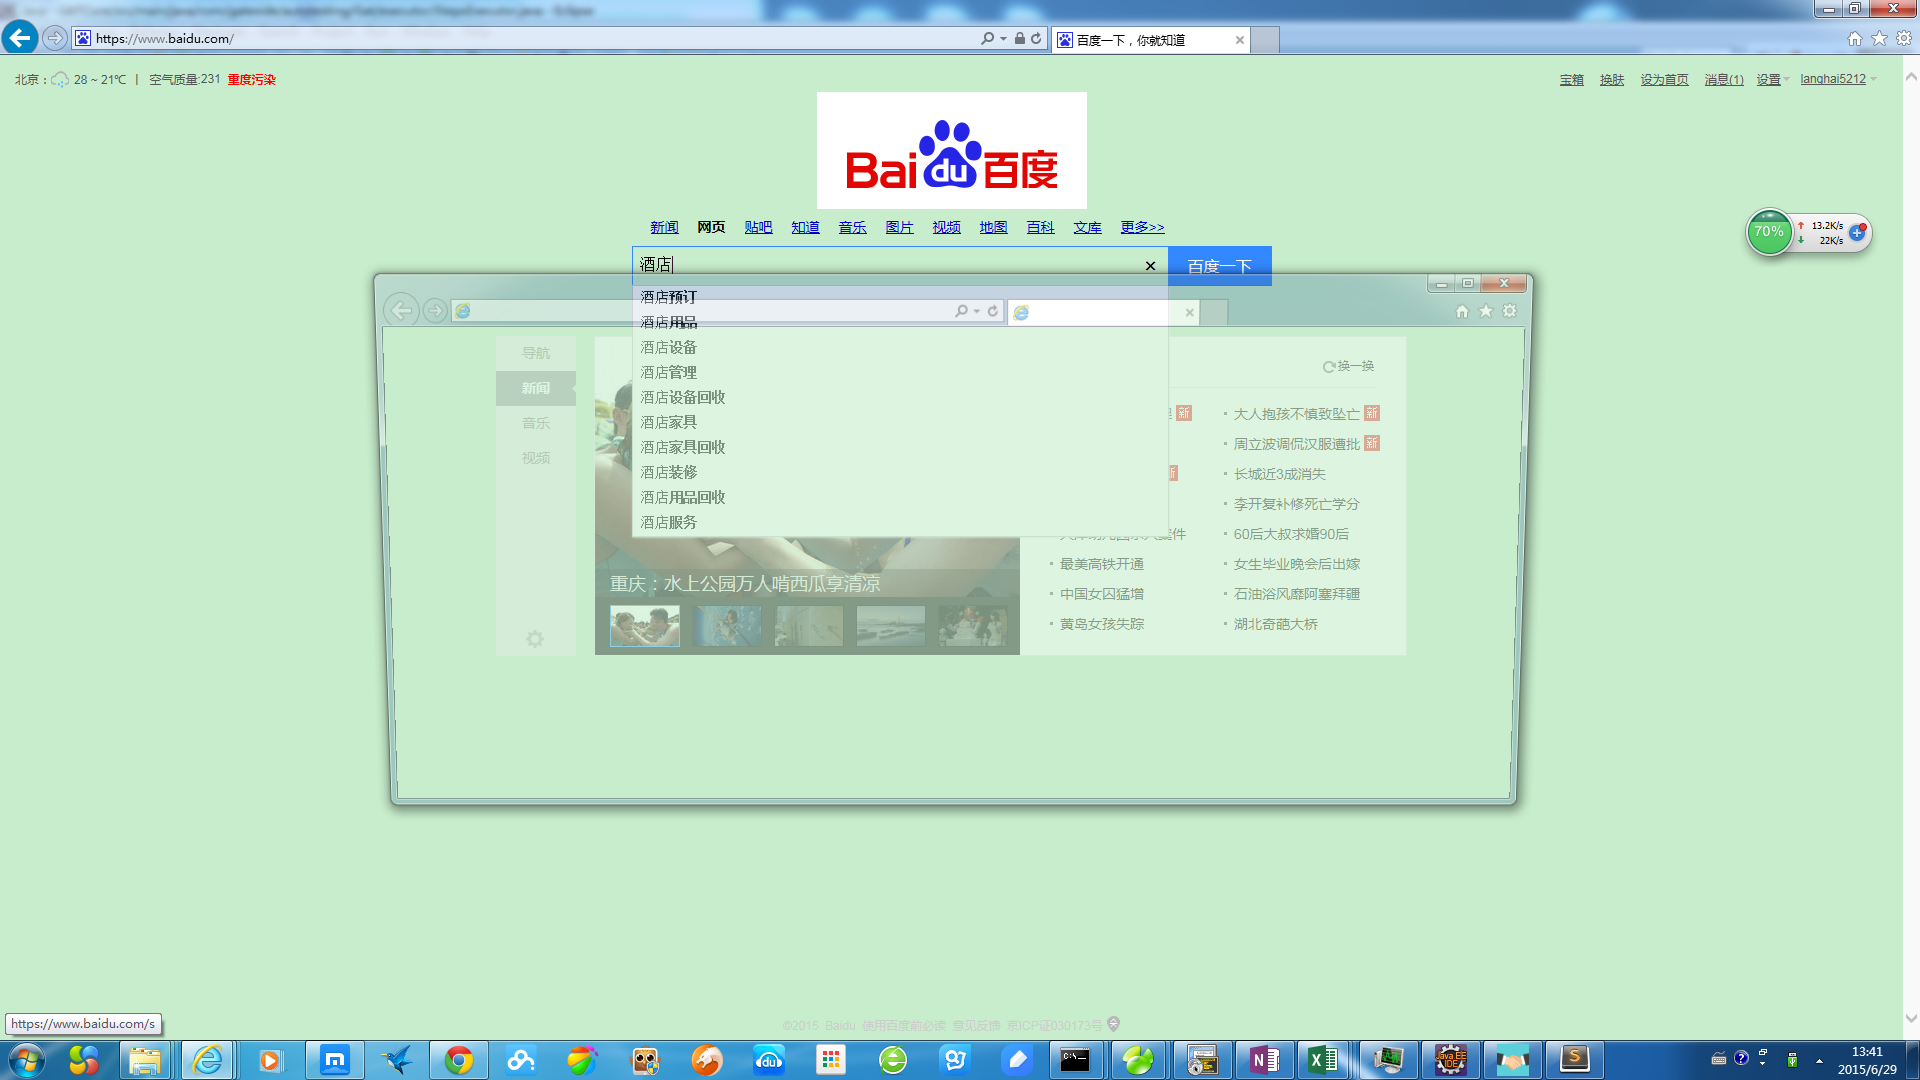 https://www.baidu.com/
百度一下，你就知道
北京： 28 ~ 21℃ | 空气质量:231 重度污染
宝箱 换肤 设为首页 消息(1) 设置 langhai5212
Bai du 百度
新闻 网页 贴吧 知道 音乐 图片 视频 地图 百科 文库 更多>>
70% 13.2K/s
22K/s
酒店 百度一下
酒店预订
酒店用品
酒店设备
酒店管理
酒店设备回收
酒店家具
酒店家具回收
酒店装修
酒店用品回收
酒店服务
导航
新闻
音乐
视频
换一换
新
大人抱孩不慎致坠亡 新
周立波调侃汉服遭批 新
长城近3成消失
李开复补修死亡学分
60后大叔求婚90后
最美高铁开通
女生毕业晚会后出嫁
中国女囚猛增
石油浴风靡阿塞拜疆
黄岛女孩失踪
湖北奇葩大桥
重庆：水上公园万人啃西瓜享清凉
https://www.baidu.com/s
©2015 Baidu 使用百度前必读 意见反馈 京ICP证030173号
13:41
2015/6/29